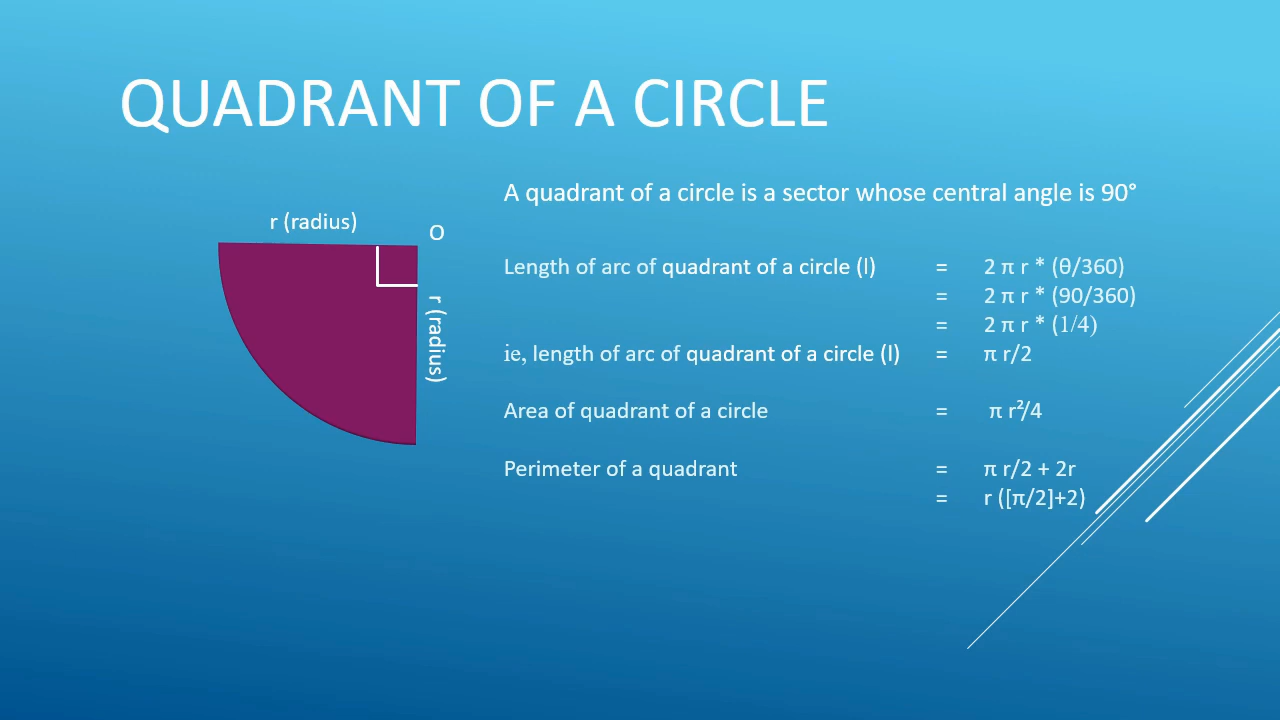 QUADRANT OF A CIRCLE
A quadrant of a circle is a sector whose central angle is 90°
r (radius)
O
r (radius)
Length of arc of quadrant of a circle (l) = 2 π r * (θ/360)
= 2 π r * (90/360)
= 2 π r * (1/4)
ie, length of arc of quadrant of a circle (l) = π r/2
Area of quadrant of a circle = π r²/4
Perimeter of a quadrant = π r/2 + 2r
= r ([π/2]+2)